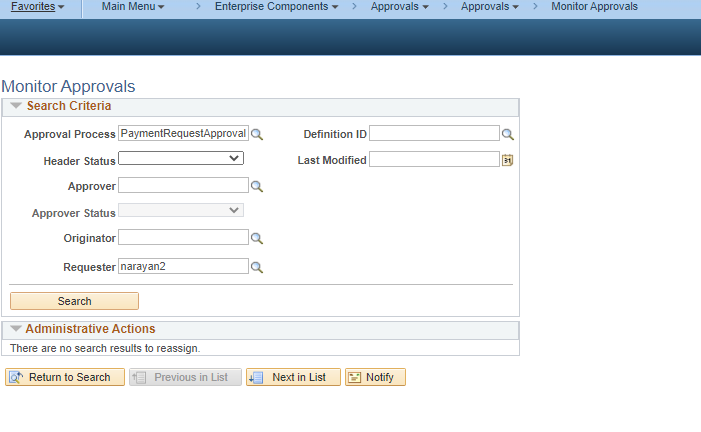 Favorites Main Menu > Enterprise Components > Approvals > Approvals > Monitor Approvals
Monitor Approvals
Search Criteria
Approval Process PaymentRequestApproval Definition ID
Header Status Last Modified 31
Approver
Approver Status
Originator
Requester narayan2
Search
Administrative Actions
There are no search results to reassign.
Return to Search Previous in List Next in List Notify